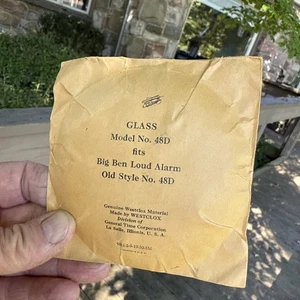 GLASS
Model No. 48D
fits
Big Ben Loud Alarm
Old Style No. 48D
Genuine Westclox Material
Made by WESTCLOX
Division of
General Time Corporation
La Salle, Illinois, U. S. A.